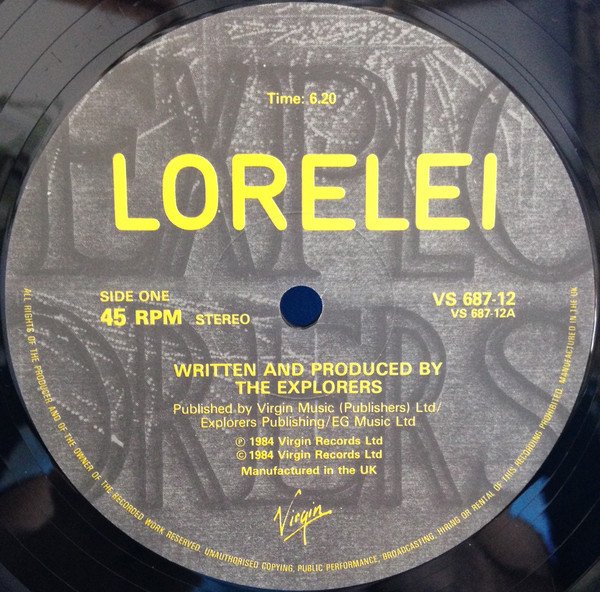 EXPLO
RERS
Time: 6.20
LORELEI
SIDE ONE
45 RPM STEREO
VS 687-12
VS 687-12A
WRITTEN AND PRODUCED BY
THE EXPLORERS
Published by Virgin Music (Publishers) Ltd/
Explorers Publishing/EG Music Ltd
℗ 1984 Virgin Records Ltd
© 1984 Virgin Records Ltd
Manufactured in the UK
Virgin
ALL RIGHTS OF THE PRODUCER AND OF THE OWNER OF THE RECORDED WORK RESERVED. UNAUTHORISED COPYING, PUBLIC PERFORMANCE, BROADCASTING, HIRING OR RENTAL OF THIS RECORDING PROHIBITED. MANUFACTURED IN THE UK